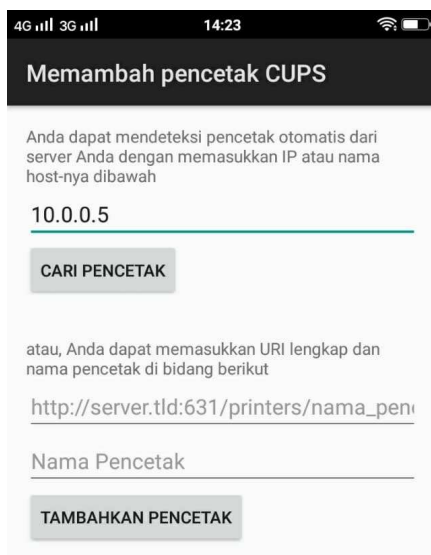 4G 3G 14:23
Memambah pencetak CUPS
Anda dapat mendeteksi pencetak otomatis dari
server Anda dengan memasukkan IP atau nama
host-nya dibawah
10.0.0.5
CARI PENCETAK
atau, Anda dapat memasukkan URI lengkap dan
nama pencetak di bidang berikut
http://server.tld:631/printers/nama_pen
Nama Pencetak
TAMBAHKAN PENCETAK